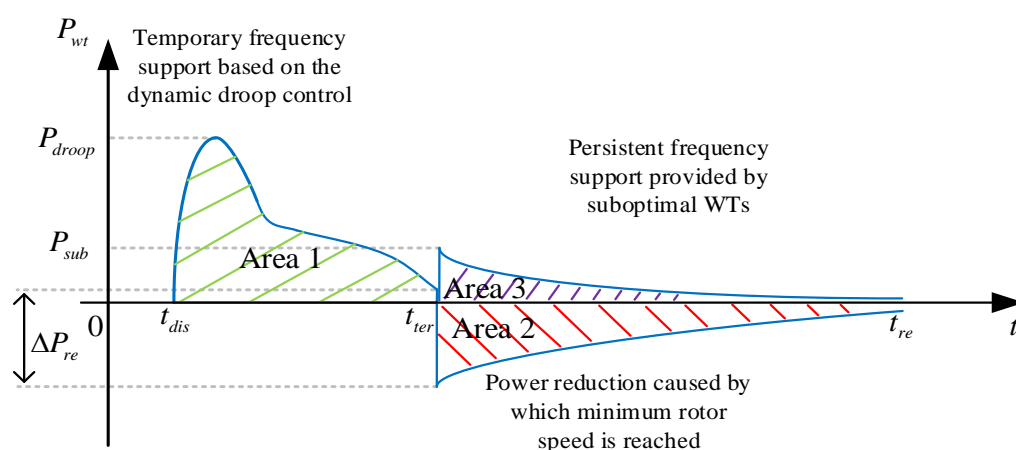 P_wt
Temporary frequency
support based on the
dynamic droop control
P_droop
Persistent frequency
support provided by
suboptimal WTs
P_sub
Area 1
Area 3
0
t_dis
t_ter
Area 2
t_re
t
ΔP_re
Power reduction caused by
which minimum rotor
speed is reached